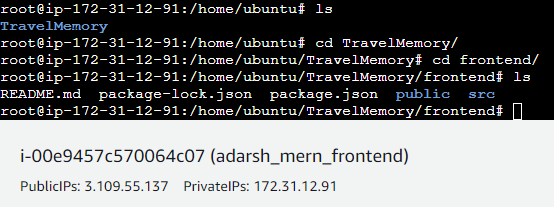 root@ip-172-31-12-91:/home/ubuntu# ls
TravelMemory
root@ip-172-31-12-91:/home/ubuntu# cd TravelMemory/
root@ip-172-31-12-91:/home/ubuntu/TravelMemory# cd frontend/
root@ip-172-31-12-91:/home/ubuntu/TravelMemory/frontend# ls
README.md  package-lock.json  package.json  public  src
root@ip-172-31-12-91:/home/ubuntu/TravelMemory/frontend#
i-00e9457c570064c07 (adarsh_mern_frontend)
PublicIPs: 3.109.55.137    PrivateIPs: 172.31.12.91